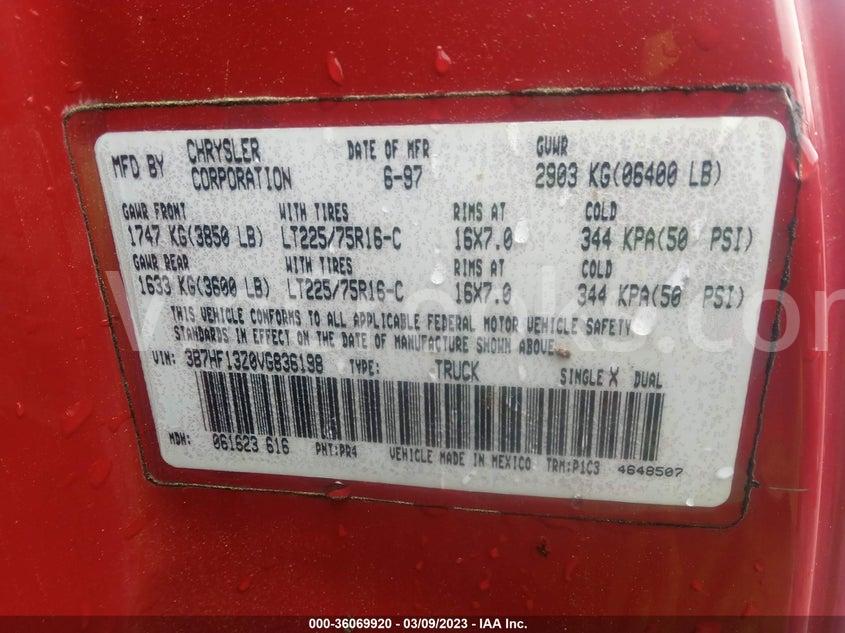 MFD BY CHRYSLER CORPORATION DATE OF MFR 6-97 GVWR 2903 KG(06400 LB)
GAWR FRONT WITH TIRES RIMS AT COLD
1747 KG(3850 LB) LT225/75R16-C 16X7.0 344 KPA(50 PSI)
GAWR REAR WITH TIRES RIMS AT COLD
1633 KG(3600 LB) LT225/75R16-C 16X7.0 344 KPA(50 PSI)
THIS VEHICLE CONFORMS TO ALL APPLICABLE FEDERAL MOTOR VEHICLE SAFETY
STANDARDS IN EFFECT ON THE DATE OF MANUFACTURE SHOWN ABOVE.
VIN: 3B7HF13Z0VG836198 TYPE: TRUCK SINGLE X DUAL
MDH: 061623 616 PNT:PR4 VEHICLE MADE IN MEXICO TRM:P1C3 4648507
000-36069920 - 03/09/2023 - IAA Inc.